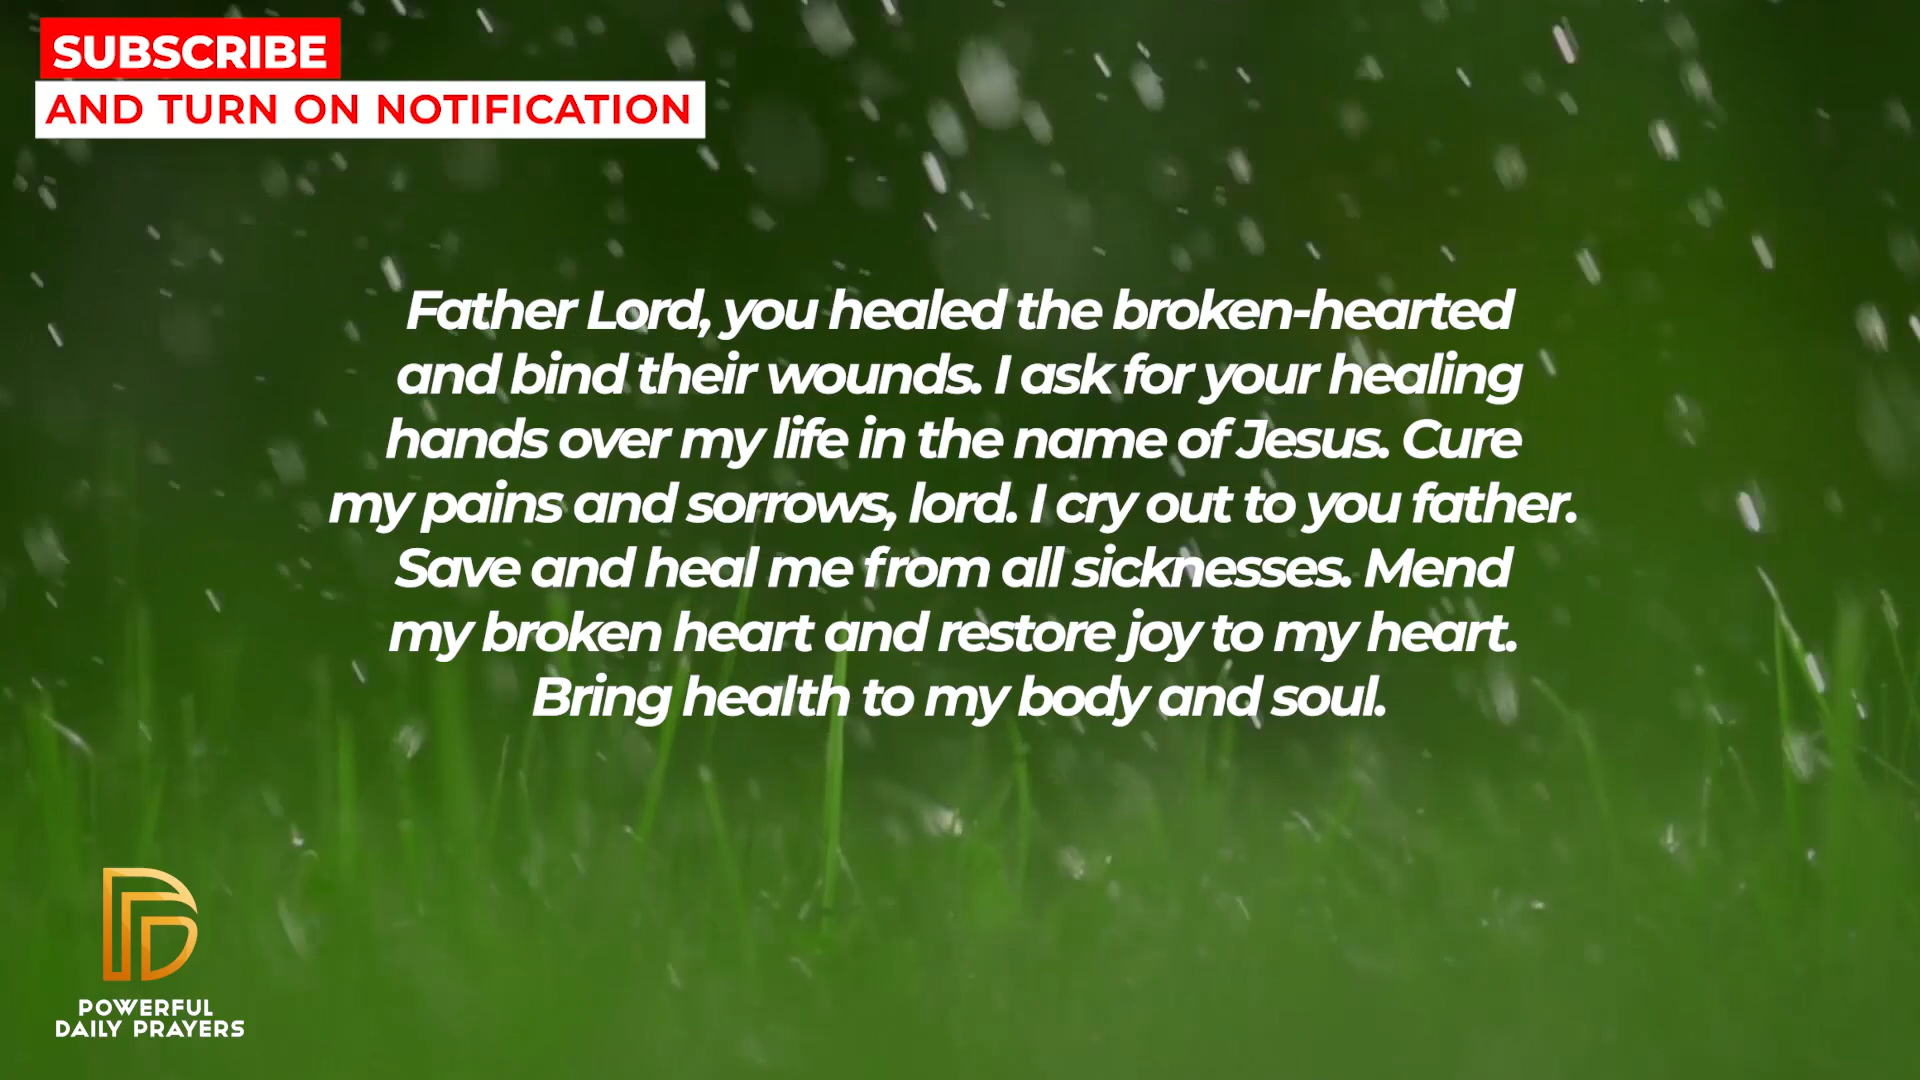 SUBSCRIBE
AND TURN ON NOTIFICATION
Father Lord, you healed the broken-hearted
and bind their wounds. I ask for your healing
hands over my life in the name of Jesus. Cure
my pains and sorrows, lord. I cry out to you father.
Save and heal me from all sicknesses. Mend
my broken heart and restore joy to my heart.
Bring health to my body and soul.
POWERFUL
DAILY PRAYERS